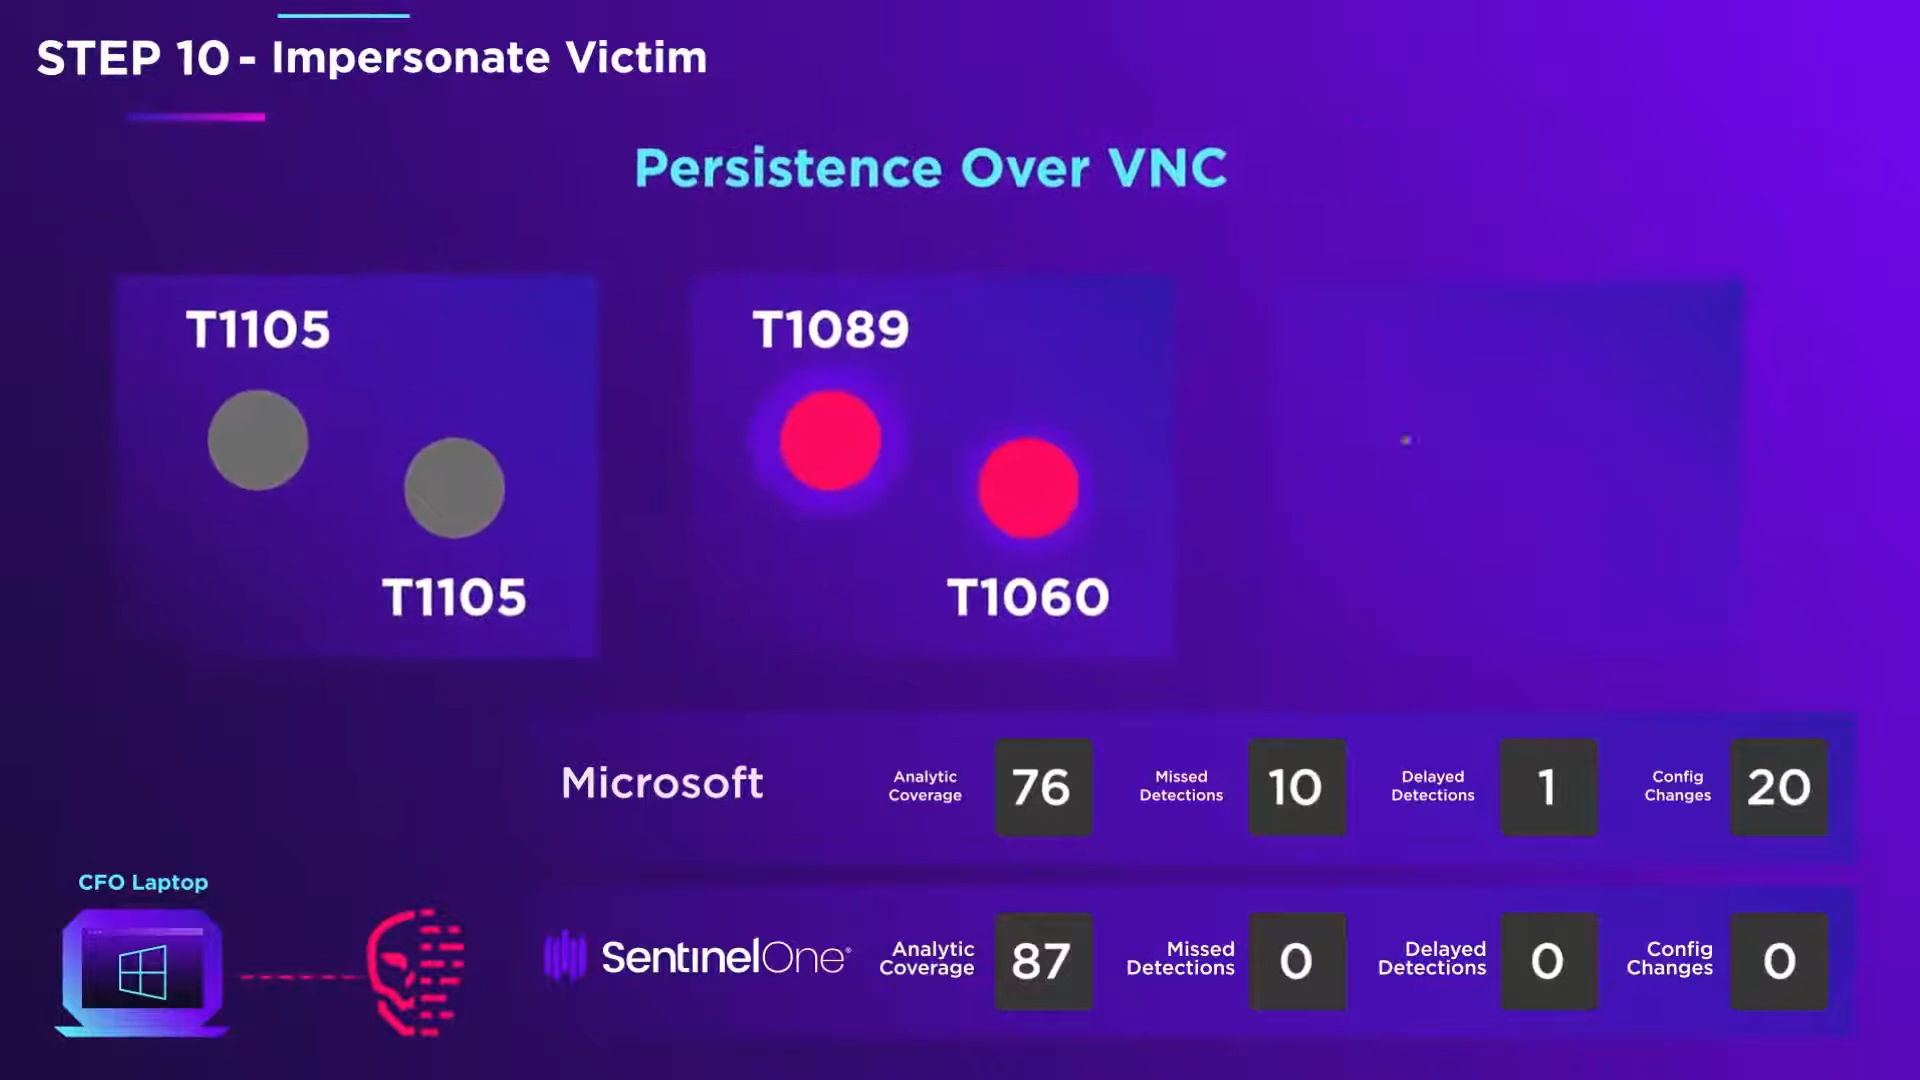 STEP 10 - Impersonate Victim
Persistence Over VNC
T1105
T1089
T1105
T1060
Microsoft
Analytic
Coverage
76
Missed
Detections
10
Delayed
Detections
1
Config
Changes
20
CFO Laptop
SentinelOne®
Analytic
Coverage
87
Missed
Detections
0
Delayed
Detections
0
Config
Changes
0